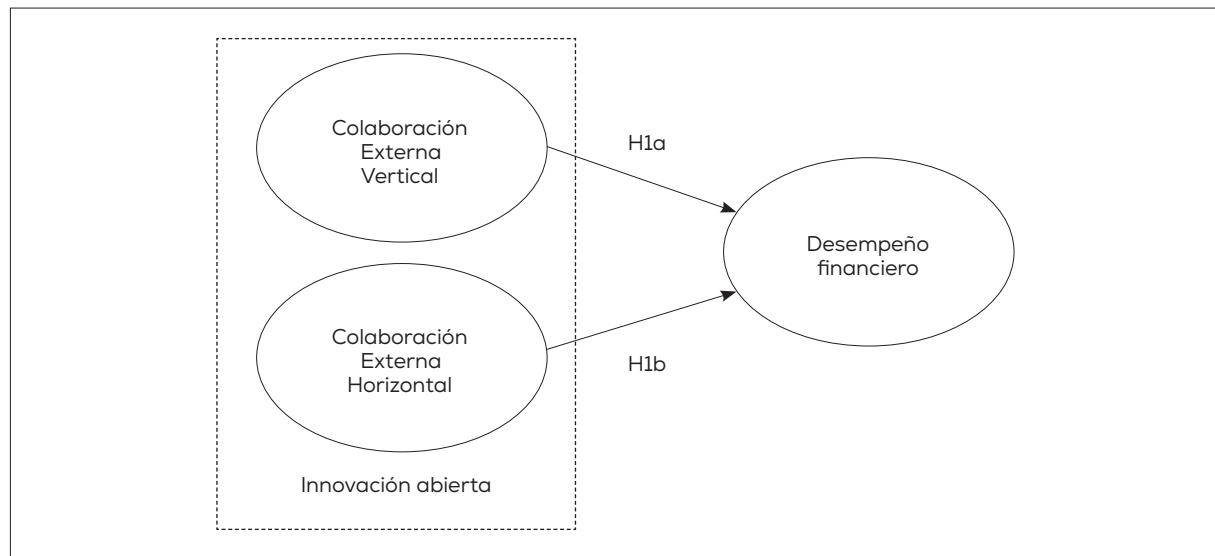 Colaboración
Externa
Vertical
H1a
Desempeño
financiero
Colaboración
Externa
Horizontal
H1b
Innovación abierta